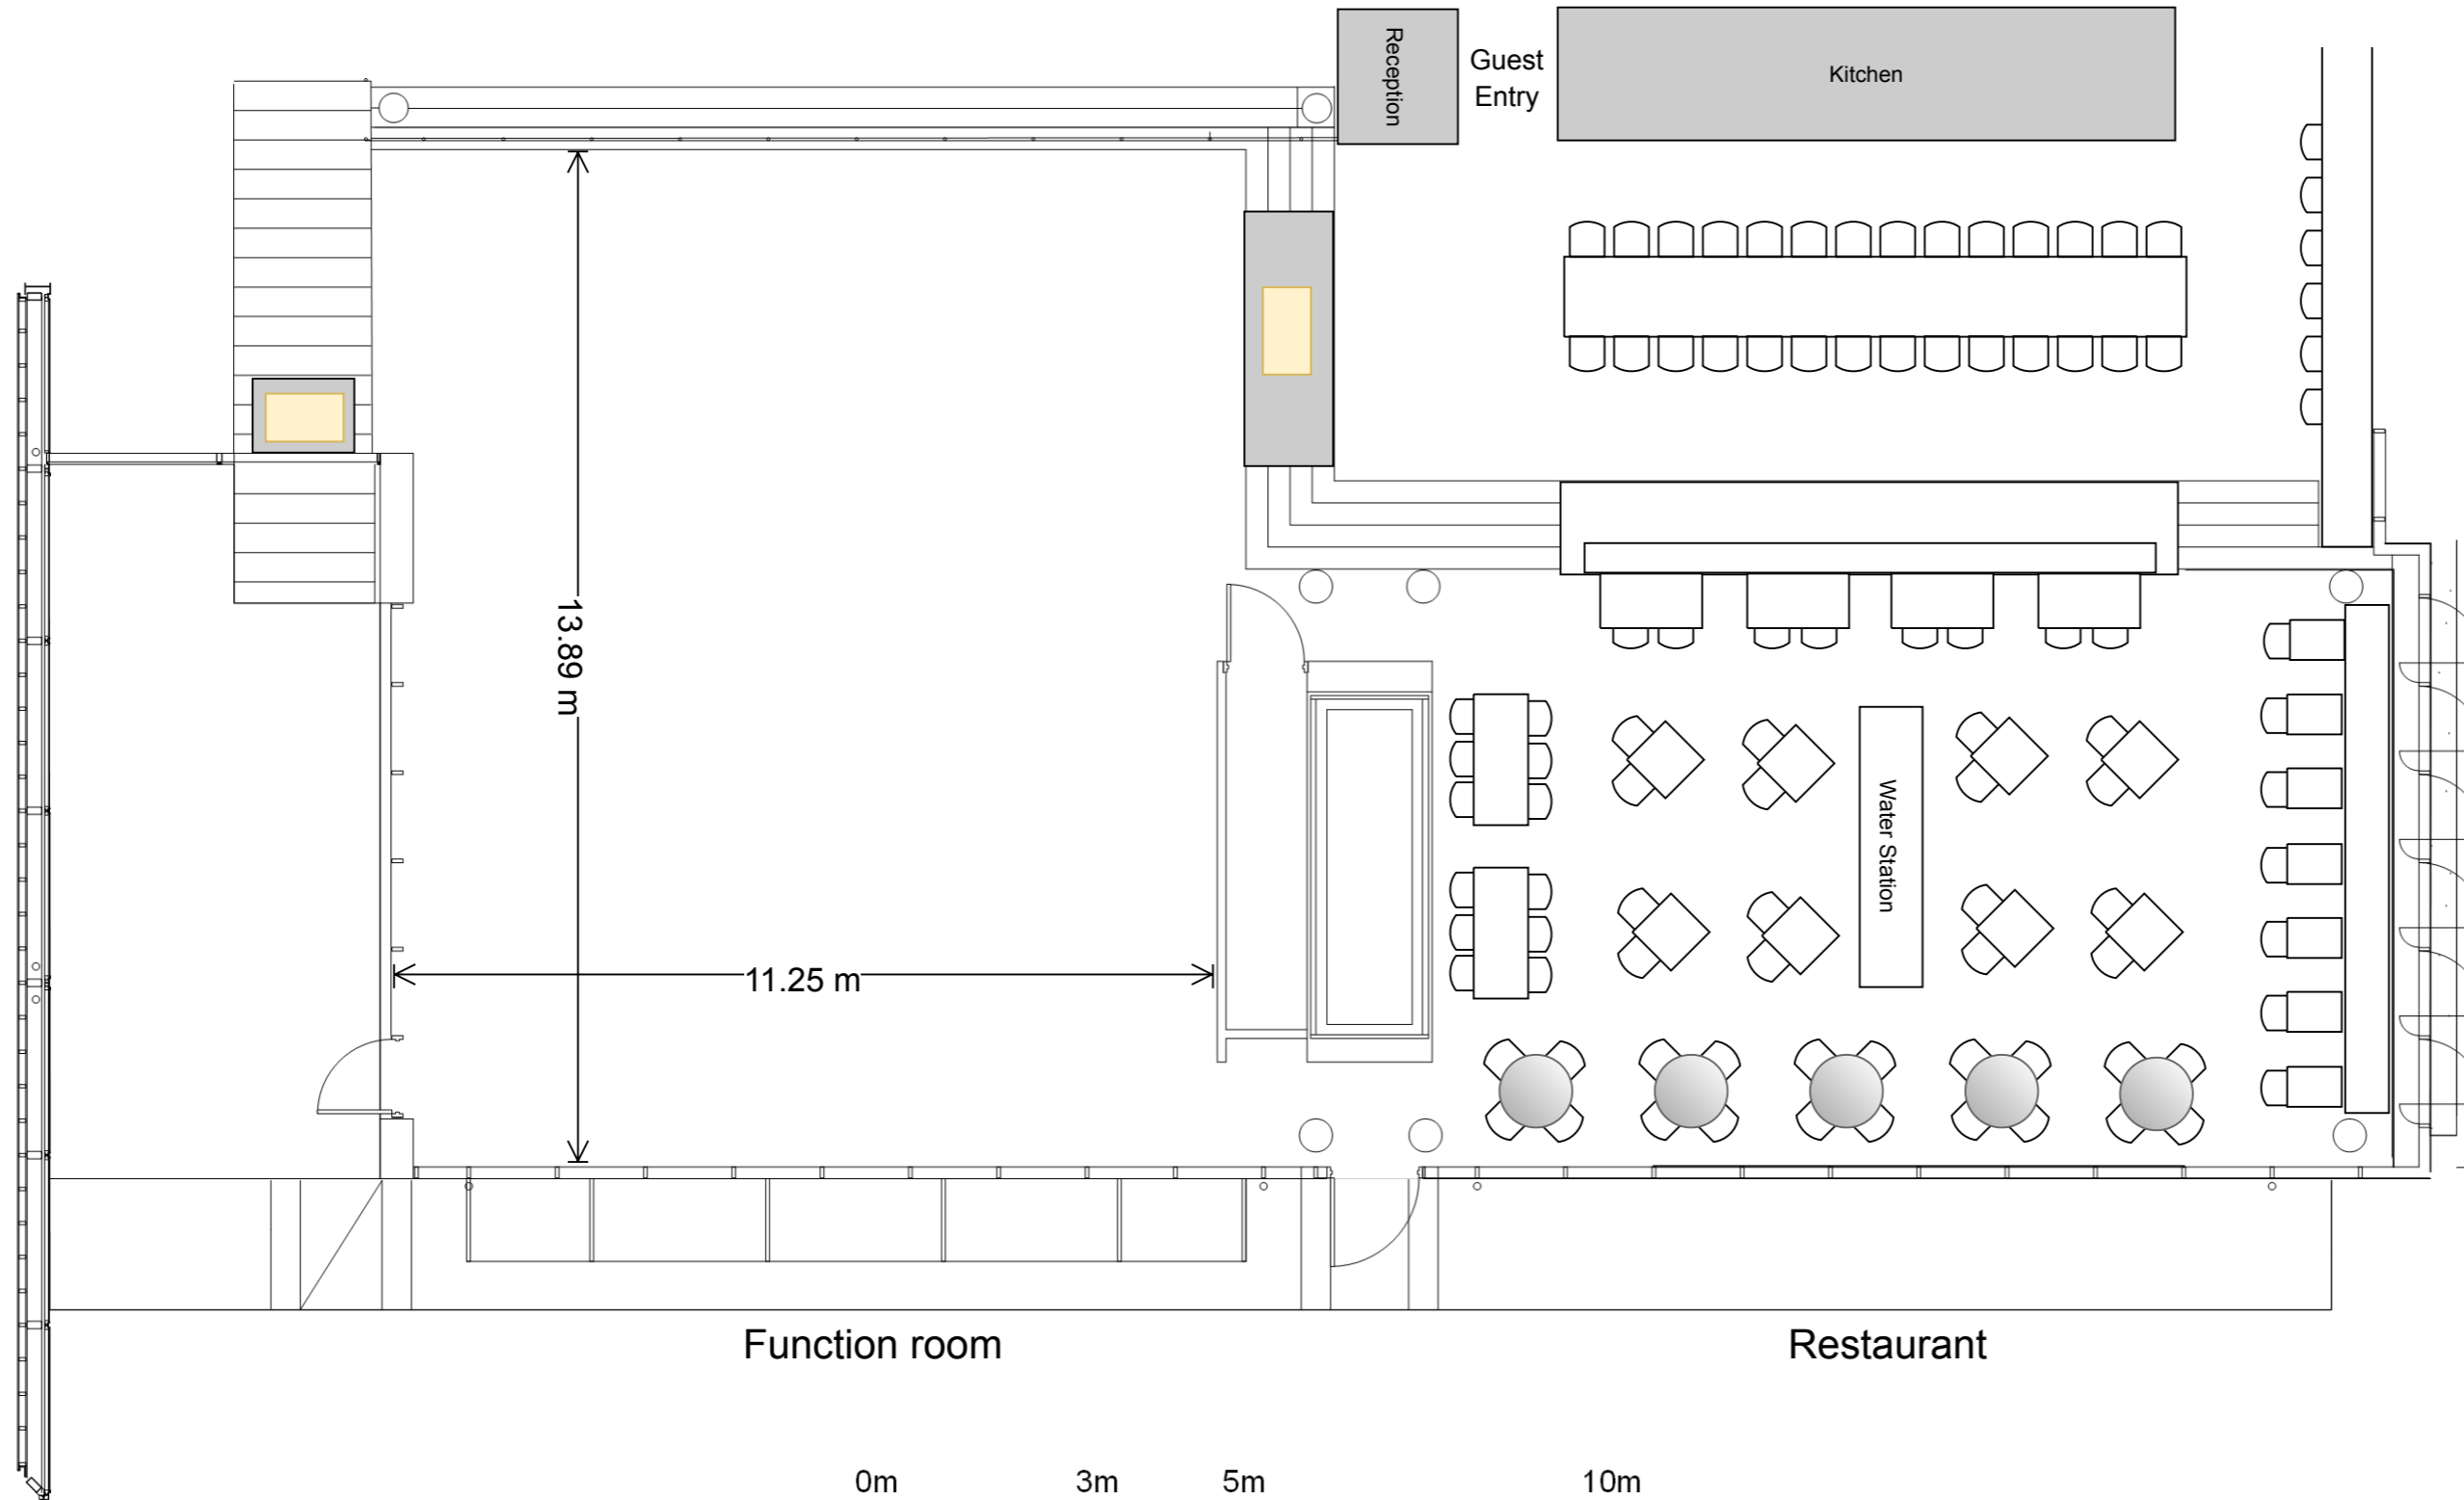 Reception
Guest
Entry
Kitchen
13.89 m
11.25 m
Water Station
Function room
Restaurant
0m
3m
5m
10m